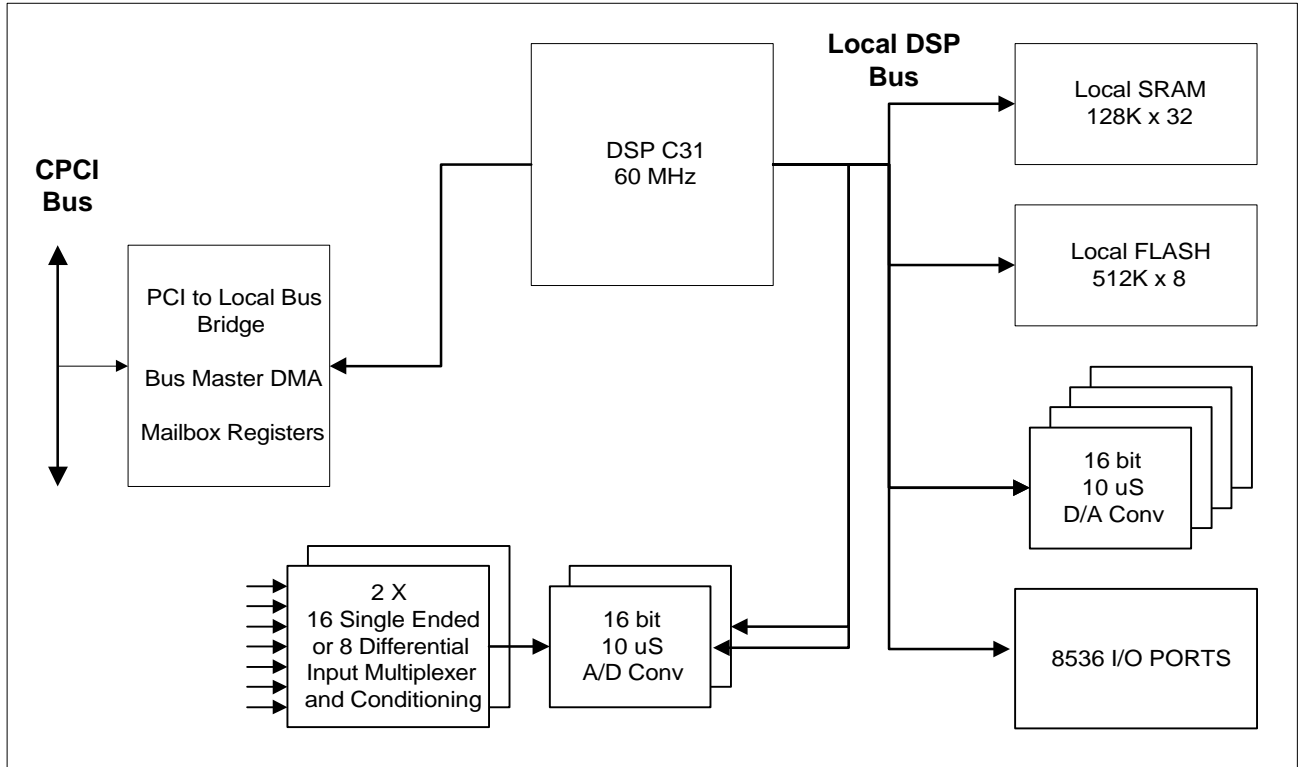 Local DSP
Bus
CPCI
Bus
DSP C31
60 MHz
Local SRAM
128K x 32
Local FLASH
512K x 8
PCI to Local Bus
Bridge
Bus Master DMA
Mailbox Registers
16 bit
10 uS
D/A Conv
2 X
16 Single Ended
or 8 Differential
Input Multiplexer
and Conditioning
16 bit
10 uS
A/D Conv
8536 I/O PORTS